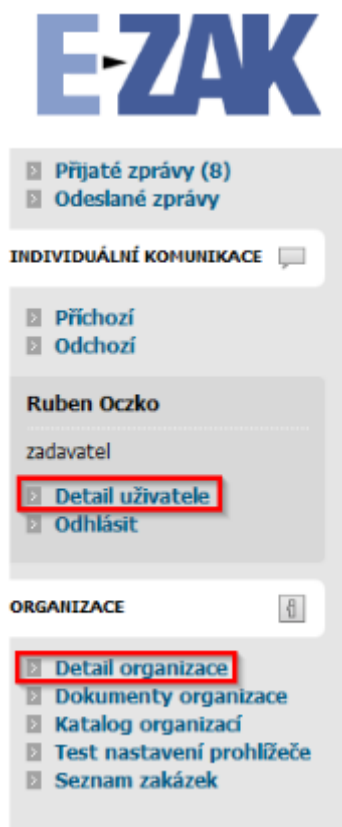 E-ZAK
Přijaté zprávy (8)
Odeslané zprávy
INDIVIDUÁLNÍ KOMUNIKACE
Příchozí
Odchozí
Ruben Oczko
zadavatel
Detail uživatele
Odhlásit
ORGANIZACE
Detail organizace
Dokumenty organizace
Katalog organizací
Test nastavení prohlížeče
Seznam zakázek